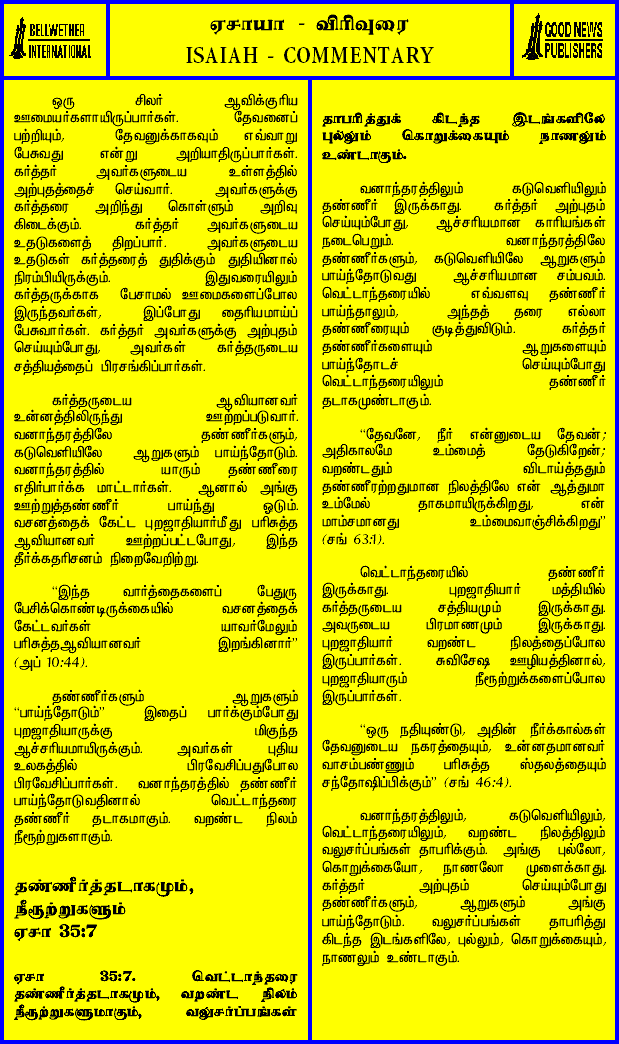 BELLWETHER
INTERNATIONAL
ஏசாயா - விரிவுரை
ISAIAH - COMMENTARY
GOOD NEWS
PUBLISHERS
ஒரு சிலர் ஆவிக்குரிய
ஊமையர்களாயிருப்பார்கள். தேவனைப்
பற்றியும், தேவனுக்காகவும் எவ்வாறு
பேசுவது என்று அறியாதிருப்பார்கள்.
கர்த்தர் அவர்களுடைய உள்ளத்தில்
அற்புதத்தைச் செய்வார். அவர்களுக்கு
கர்த்தரை அறிந்து கொள்ளும் அறிவு
கிடைக்கும். கர்த்தர் அவர்களுடைய
உதடுகளைத் திறப்பார். அவர்களுடைய
உதடுகள் கர்த்தரைத் துதிக்கும் துதியினால்
நிரம்பியிருக்கும். இதுவரையிலும்
கர்த்தருக்காக பேசாமல் ஊமைகளைப்போல
இருந்தவர்கள், இப்போது தைரியமாய்ப்
பேசுவார்கள். கர்த்தர் அவர்களுக்கு அற்புதம்
செய்யும்போது, அவர்கள் கர்த்தருடைய
சத்தியத்தைப் பிரசங்கிப்பார்கள்.
கர்த்தருடைய ஆவியானவர்
உன்னத்திலிருந்து ஊற்றப்படுவார்.
வனாந்தரத்திலே தண்ணீர்களும்,
கடுவெளியிலே ஆறுகளும் பாய்ந்தோடும்.
வனாந்தரத்தில் யாரும் தண்ணீரை
எதிர்பார்க்க மாட்டார்கள். ஆனால் அங்கு
ஊற்றுத்தண்ணீர் பாய்ந்து ஓடும்.
வசனத்தைக் கேட்ட புறஜாதியார்மீது பரிசுத்த
ஆவியானவர் ஊற்றப்பட்டபோது, இந்த
தீர்க்கதரிசனம் நிறைவேறிற்று.
“இந்த வார்த்தைகளைப் பேதுரு
பேசிக்கொண்டிருக்கையில் வசனத்தைக்
கேட்டவர்கள் யாவர்மேலும்
பரிசுத்தஆவியானவர் இறங்கினார்”
(அப் 10:44).
தண்ணீர்களும் ஆறுகளும்
“பாய்ந்தோடும்” இதைப் பார்க்கும்போது
புறஜாதியாருக்கு மிகுந்த
ஆச்சரியமாயிருக்கும். அவர்கள் புதிய
உலகத்தில் பிரவேசிப்பதுபோல
பிரவேசிப்பார்கள். வனாந்தரத்தில் தண்ணீர்
பாய்ந்தோடுவதினால் வெட்டாந்தரை
தண்ணீர் தடாகமாகும். வறண்ட நிலம்
நீரூற்றுகளாகும்.
தண்ணீர்த்தடாகமும்,
நீரூற்றுகளும்
ஏசா 35:7
ஏசா 35:7. வெட்டாந்தரை
தண்ணீர்த்தடாகமும், வறண்ட நிலம்
நீரூற்றுகளுமாகும், வலுசர்ப்பங்கள்
தாபரித்துக் கிடந்த இடங்களிலே
புல்லும் கொறுக்கையும் நாணலும்
உண்டாகும்.
வனாந்தரத்திலும் கடுவெளியிலும்
தண்ணீர் இருக்காது. கர்த்தர் அற்புதம்
செய்யும்போது, ஆச்சரியமான காரியங்கள்
நடைபெறும். வனாந்தரத்திலே
தண்ணீர்களும், கடுவெளியிலே ஆறுகளும்
பாய்ந்தோடுவது ஆச்சரியமான சம்பவம்.
வெட்டாந்தரையில் எவ்வளவு தண்ணீர்
பாய்ந்தாலும், அந்தத் தரை எல்லா
தண்ணீரையும் குடித்துவிடும். கர்த்தர்
தண்ணீர்களையும் ஆறுகளையும்
பாய்ந்தோடச் செய்யும்போது
வெட்டாந்தரையிலும் தண்ணீர்
தடாகமுண்டாகும்.
“தேவனே, நீர் என்னுடைய தேவன்;
அதிகாலமே உம்மைத் தேடுகிறேன்;
வறண்டதும் விடாய்த்ததும்
தண்ணீரற்றதுமான நிலத்திலே என் ஆத்துமா
உம்மேல் தாகமாயிருக்கிறது, என்
மாம்சமானது உம்மைவாஞ்சிக்கிறது”
(சங் 63:1).
வெட்டாந்தரையில் தண்ணீர்
இருக்காது. புறஜாதியார் மத்தியில்
கர்த்தருடைய சத்தியமும் இருக்காது.
அவருடைய பிரமாணமும் இருக்காது.
புறஜாதியார் வறண்ட நிலத்தைப்போல
இருப்பார்கள். சுவிசேஷ ஊழியத்தினால்,
புறஜாதியாரும் நீரூற்றுக்களைப்போல
இருப்பார்கள்.
“ஒரு நதியுண்டு, அதின் நீர்க்கால்கள்
தேவனுடைய நகரத்தையும், உன்னதமானவர்
வாசம்பண்ணும் பரிசுத்த ஸ்தலத்தையும்
சந்தோஷிப்பிக்கும்” (சங் 46:4).
வனாந்தரத்திலும், கடுவெளியிலும்,
வெட்டாந்தரையிலும், வறண்ட நிலத்திலும்
வலுசர்ப்பங்கள் தாபரிக்கும். அங்கு புல்லோ,
கொறுக்கையோ, நாணலோ முளைக்காது.
கர்த்தர் அற்புதம் செய்யும்போது
தண்ணீர்களும், ஆறுகளும் அங்கு
பாய்ந்தோடும். வலுசர்ப்பங்கள் தாபரித்து
கிடந்த இடங்களிலே, புல்லும், கொறுக்கையும்,
நாணலும் உண்டாகும்.